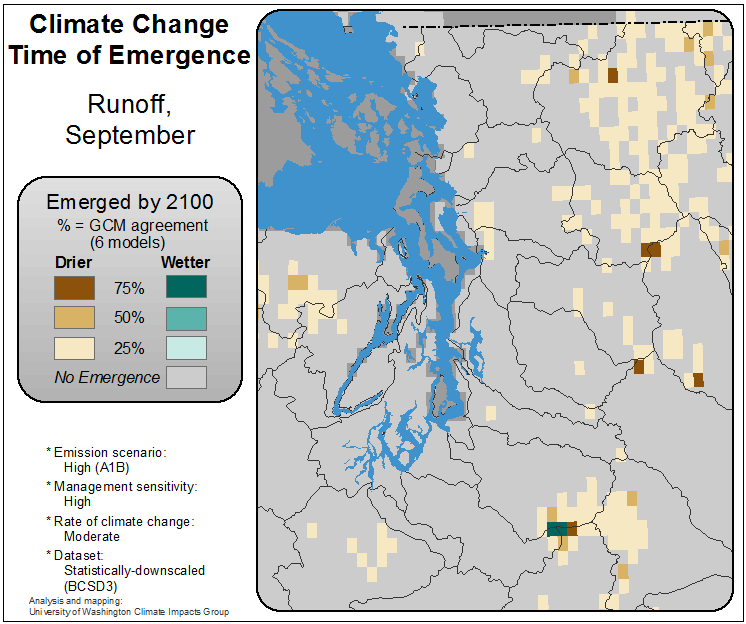 Climate Change
Time of Emergence
Runoff,
September
Emerged by 2100
% = GCM agreement
(6 models)
Drier Wetter
75%
50%
25%
No Emergence
* Emission scenario:
High (A1B)
* Management sensitivity:
High
* Rate of climate change:
Moderate
* Dataset:
Statistically-downscaled
(BCSD3)
Analysis and mapping:
University of Washington Climate Impacts Group